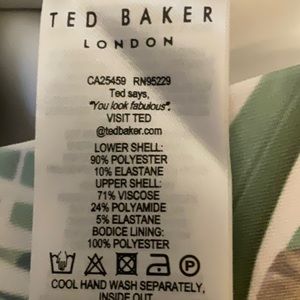 TED BAKER
LONDON
CA25459 RN95229
Ted says,
"You look fabulous".
VISIT TED
@tedbaker.com
LOWER SHELL:
90% POLYESTER
10% ELASTANE
UPPER SHELL:
71% VISCOSE
24% POLYAMIDE
5% ELASTANE
BODICE LINING:
100% POLYESTER
P
COOL HAND WASH SEPARATELY,
INSIDE OUT